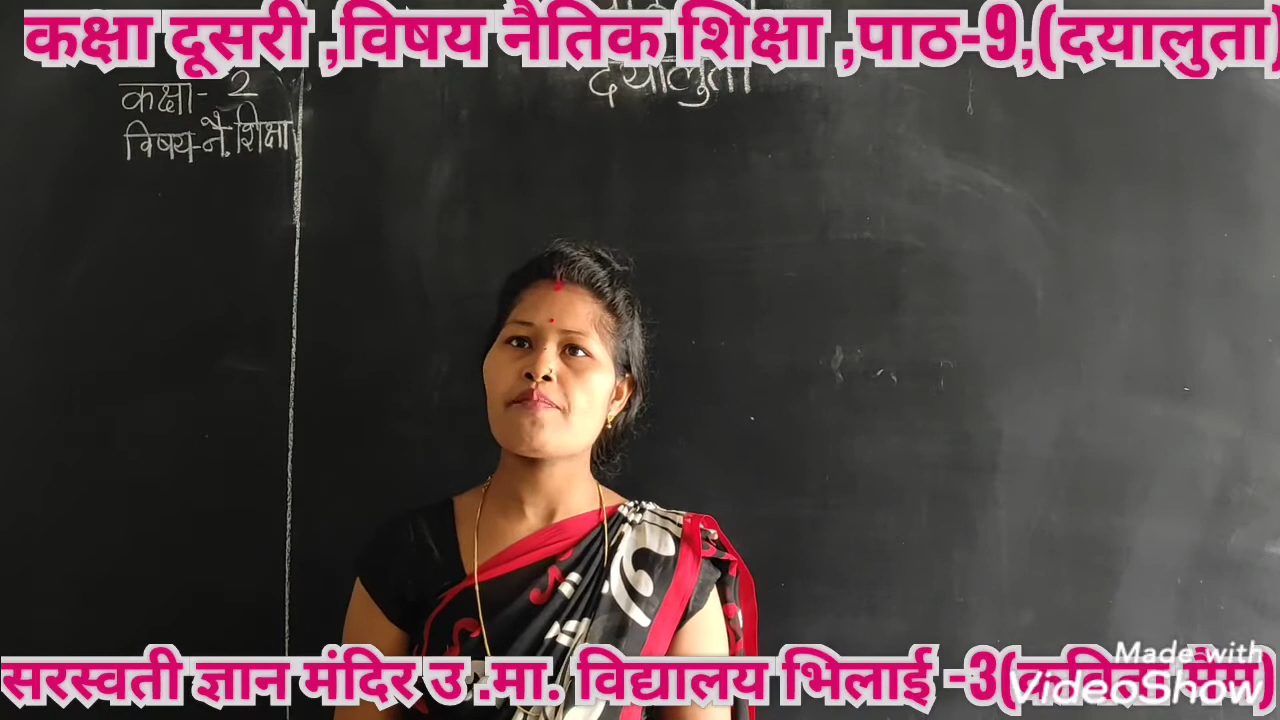 कक्षा दूसरी ,विषय नैतिक शिक्षा ,पाठ-9,(दयालुता)
दयालुता
कक्षा- 2
विषय-नै. शिक्षा
सरस्वती ज्ञान मंदिर उ .मा. विद्यालय भिलाई -3
Made with
VideoShow